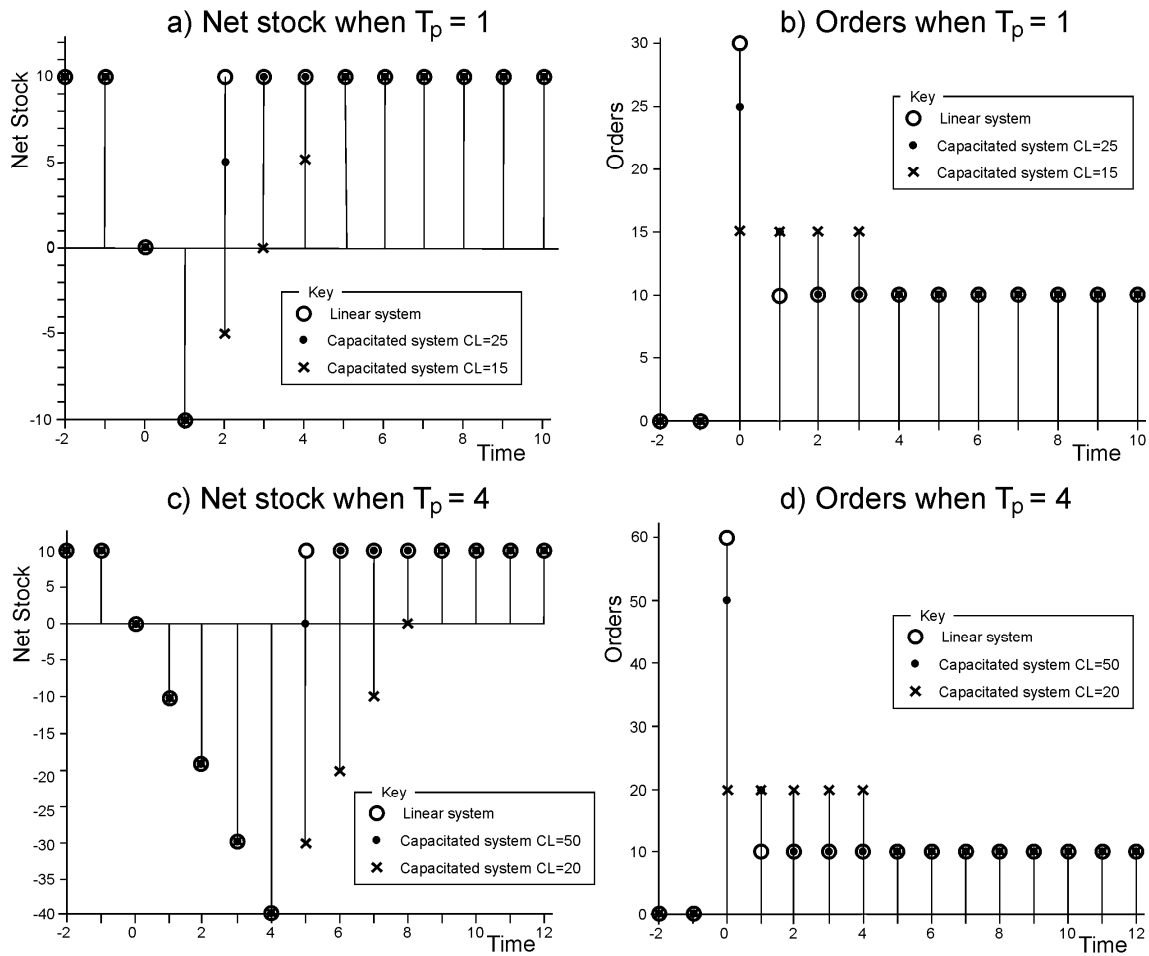 a) Net stock when Tp = 1
Net Stock
10
5
0
-5
-10
-2
0
2
4
6
8
10
Time
Key
Linear system
Capacitated system CL=25
Capacitated system CL=15
b) Orders when Tp = 1
Orders
30
25
20
15
10
5
0
-2
0
2
4
6
8
10
Time
Key
Linear system
Capacitated system CL=25
Capacitated system CL=15
c) Net stock when Tp = 4
Net Stock
10
5
0
-5
-10
-15
-20
-25
-30
-35
-40
-2
0
2
4
6
8
10
12
Time
Key
Linear system
Capacitated system CL=50
Capacitated system CL=20
d) Orders when Tp = 4
Orders
60
50
40
30
20
10
0
-2
0
2
4
6
8
10
12
Time
Key
Linear system
Capacitated system CL=50
Capacitated system CL=20